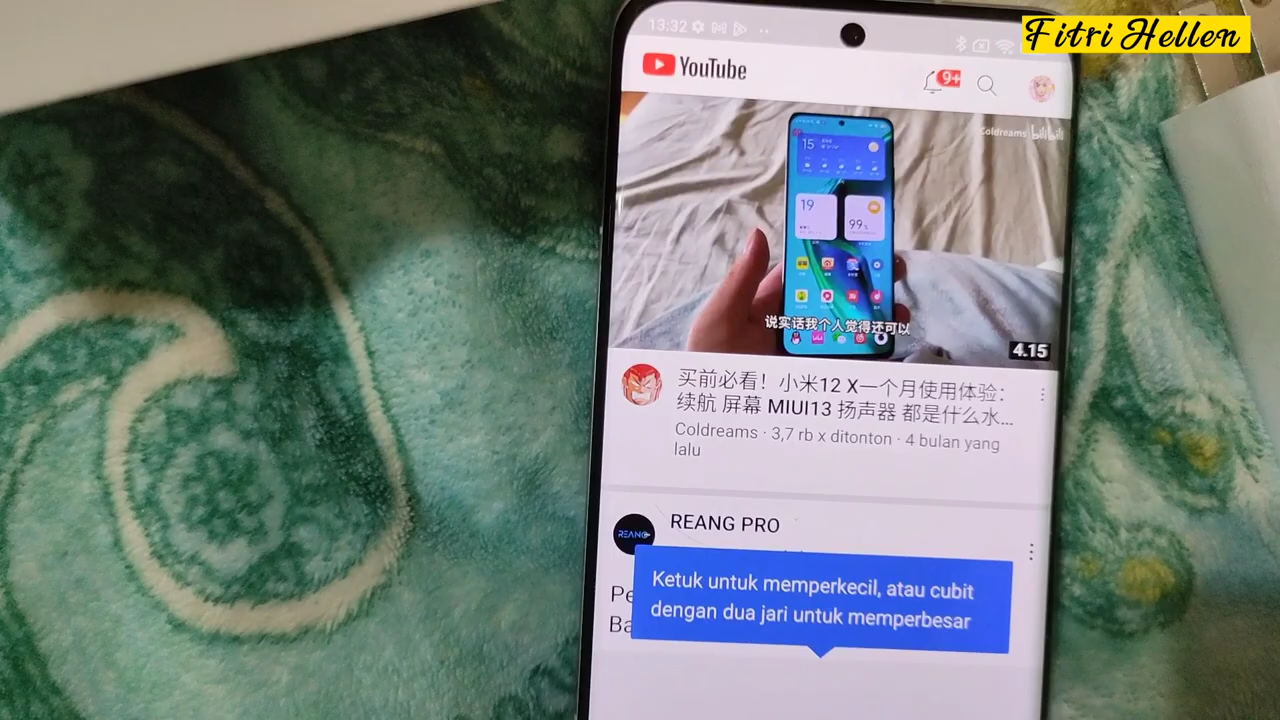 Fitri Hellen
13:32
YouTube
9+
Coldreams bilibili
15
19
99%
说实话我个人觉得还可以
4.15
买前必看！小米12 X一个月使用体验：
续航 屏幕 MIUI13 扬声器 都是什么水...
Coldreams · 3,7 rb x ditonton · 4 bulan yang
lalu
REANG PRO
REANG
Ketuk untuk memperkecil, atau cubit
dengan dua jari untuk memperbesar